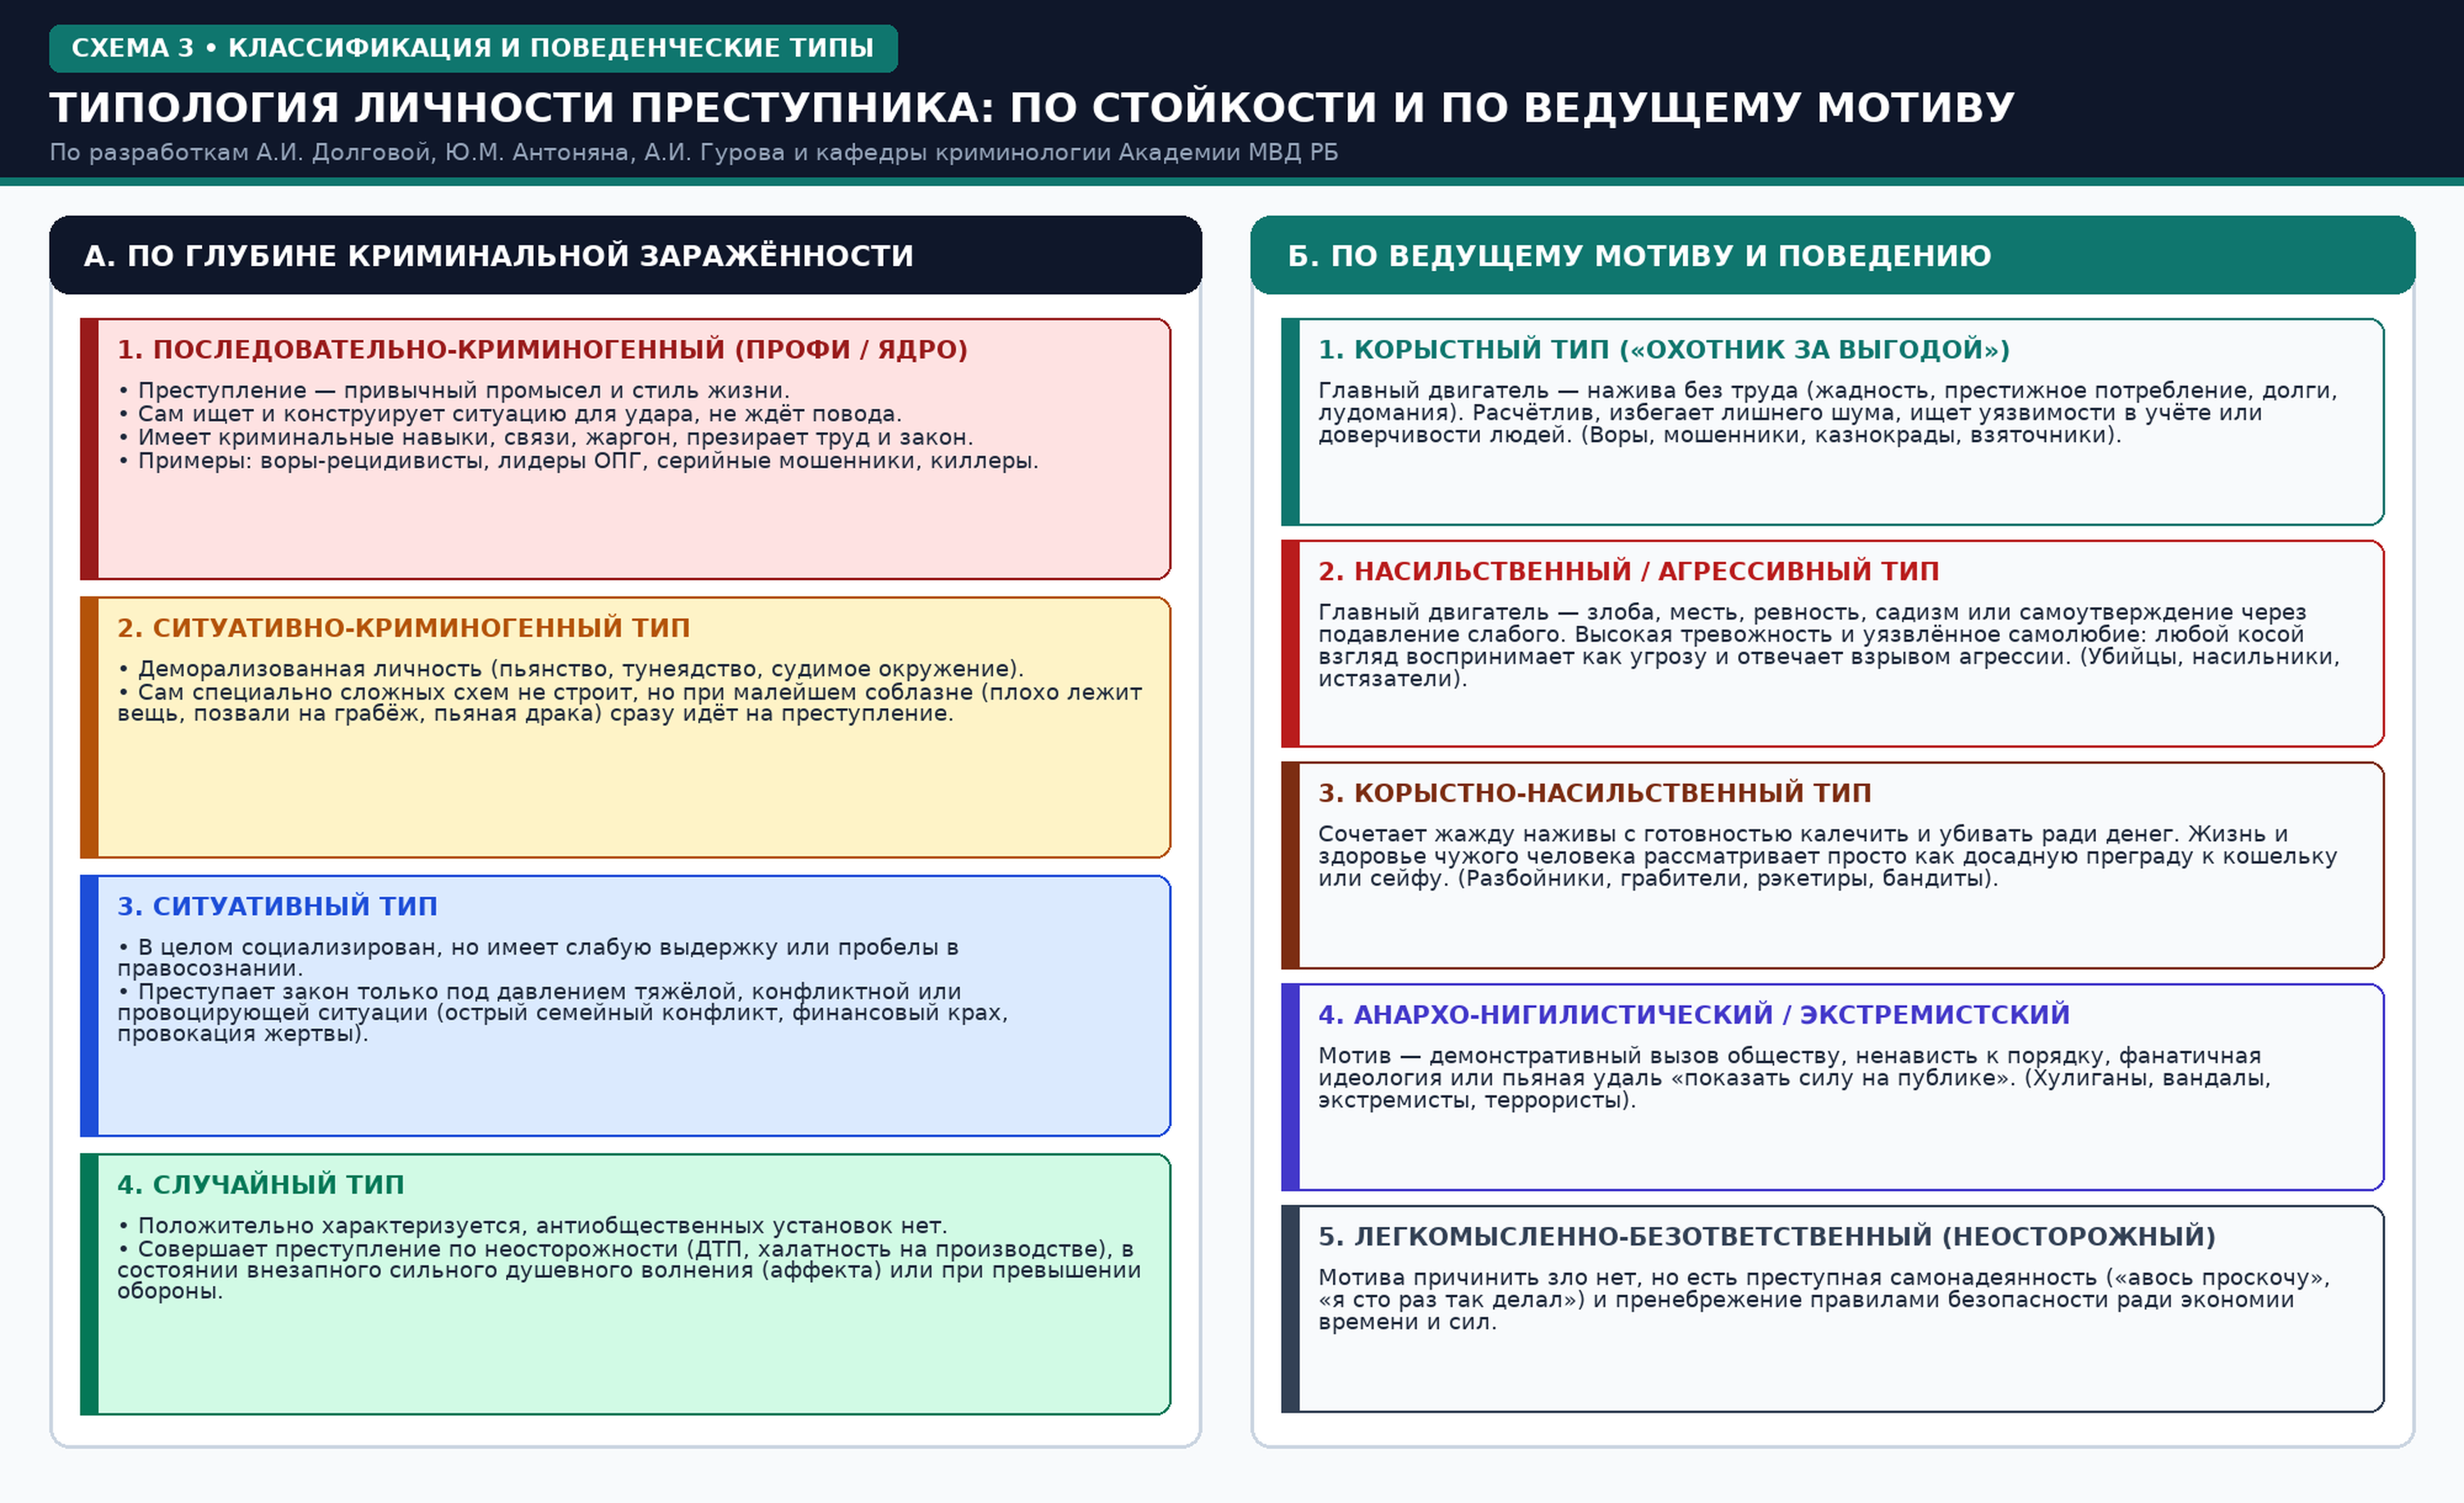 СХЕМА 3 • КЛАССИФИКАЦИЯ И ПОВЕДЕНЧЕСКИЕ ТИПЫ
ТИПОЛОГИЯ ЛИЧНОСТИ ПРЕСТУПНИКА: ПО СТОЙКОСТИ И ПО ВЕДУЩЕМУ МОТИВУ
По разработкам А.И. Долговой, Ю.М. Антоняна, А.И. Гурова и кафедры криминологии Академии МВД РБ
А. ПО ГЛУБИНЕ КРИМИНАЛЬНОЙ ЗАРАЖЁННОСТИ
1. ПОСЛЕДОВАТЕЛЬНО-КРИМИНОГЕННЫЙ (ПРОФИ / ЯДРО)
• Преступление — привычный промысел и стиль жизни.
• Сам ищет и конструирует ситуацию для удара, не ждёт повода.
• Имеет криминальные навыки, связи, жаргон, презирает труд и закон.
• Примеры: воры-рецидивисты, лидеры ОПГ, серийные мошенники, киллеры.
2. СИТУАТИВНО-КРИМИНОГЕННЫЙ ТИП
• Деморализованная личность (пьянство, тунеядство, судимое окружение).
• Сам специально сложных схем не строит, но при малейшем соблазне (плохо лежит
вещь, позвали на грабёж, пьяная драка) сразу идёт на преступление.
3. СИТУАТИВНЫЙ ТИП
• В целом социализирован, но имеет слабую выдержку или пробелы в
правосознании.
• Преступает закон только под давлением тяжёлой, конфликтной или
провоцирующей ситуации (острый семейный конфликт, финансовый крах,
провокация жертвы).
4. СЛУЧАЙНЫЙ ТИП
• Положительно характеризуется, антиобщественных установок нет.
• Совершает преступление по неосторожности (ДТП, халатность на производстве), в
состоянии внезапного сильного душевного волнения (аффекта) или при превышении
обороны.
Б. ПО ВЕДУЩЕМУ МОТИВУ И ПОВЕДЕНИЮ
1. КОРЫСТНЫЙ ТИП («ОХОТНИК ЗА ВЫГОДОЙ»)
Главный двигатель — нажива без труда (жадность, престижное потребление, долги,
лудомания). Расчётлив, избегает лишнего шума, ищет уязвимости в учёте или
доверчивости людей. (Воры, мошенники, казнокрады, взяточники).
2. НАСИЛЬСТВЕННЫЙ / АГРЕССИВНЫЙ ТИП
Главный двигатель — злоба, месть, ревность, садизм или самоутверждение через
подавление слабого. Высокая тревожность и уязвлённое самолюбие: любой косой
взгляд воспринимает как угрозу и отвечает взрывом агрессии. (Убийцы, насильники,
истязатели).
3. КОРЫСТНО-НАСИЛЬСТВЕННЫЙ ТИП
Сочетает жажду наживы с готовностью калечить и убивать ради денег. Жизнь и
здоровье чужого человека рассматривает просто как досадную преграду к кошельку
или сейфу. (Разбойники, грабители, рэкетиры, бандиты).
4. АНАРХО-НИГИЛИСТИЧЕСКИЙ / ЭКСТРЕМИСТСКИЙ
Мотив — демонстративный вызов обществу, ненависть к порядку, фанатичная
идеология или пьяная удаль «показать силу на публике». (Хулиганы, вандалы,
экстремисты, террористы).
5. ЛЕГКОМЫСЛЕННО-БЕЗОТВЕТСТВЕННЫЙ (НЕОСТОРОЖНЫЙ)
Мотива причинить зло нет, но есть преступная самонадеянность («авось проскочу»,
«я сто раз так делал») и пренебрежение правилами безопасности ради экономии
времени и сил.